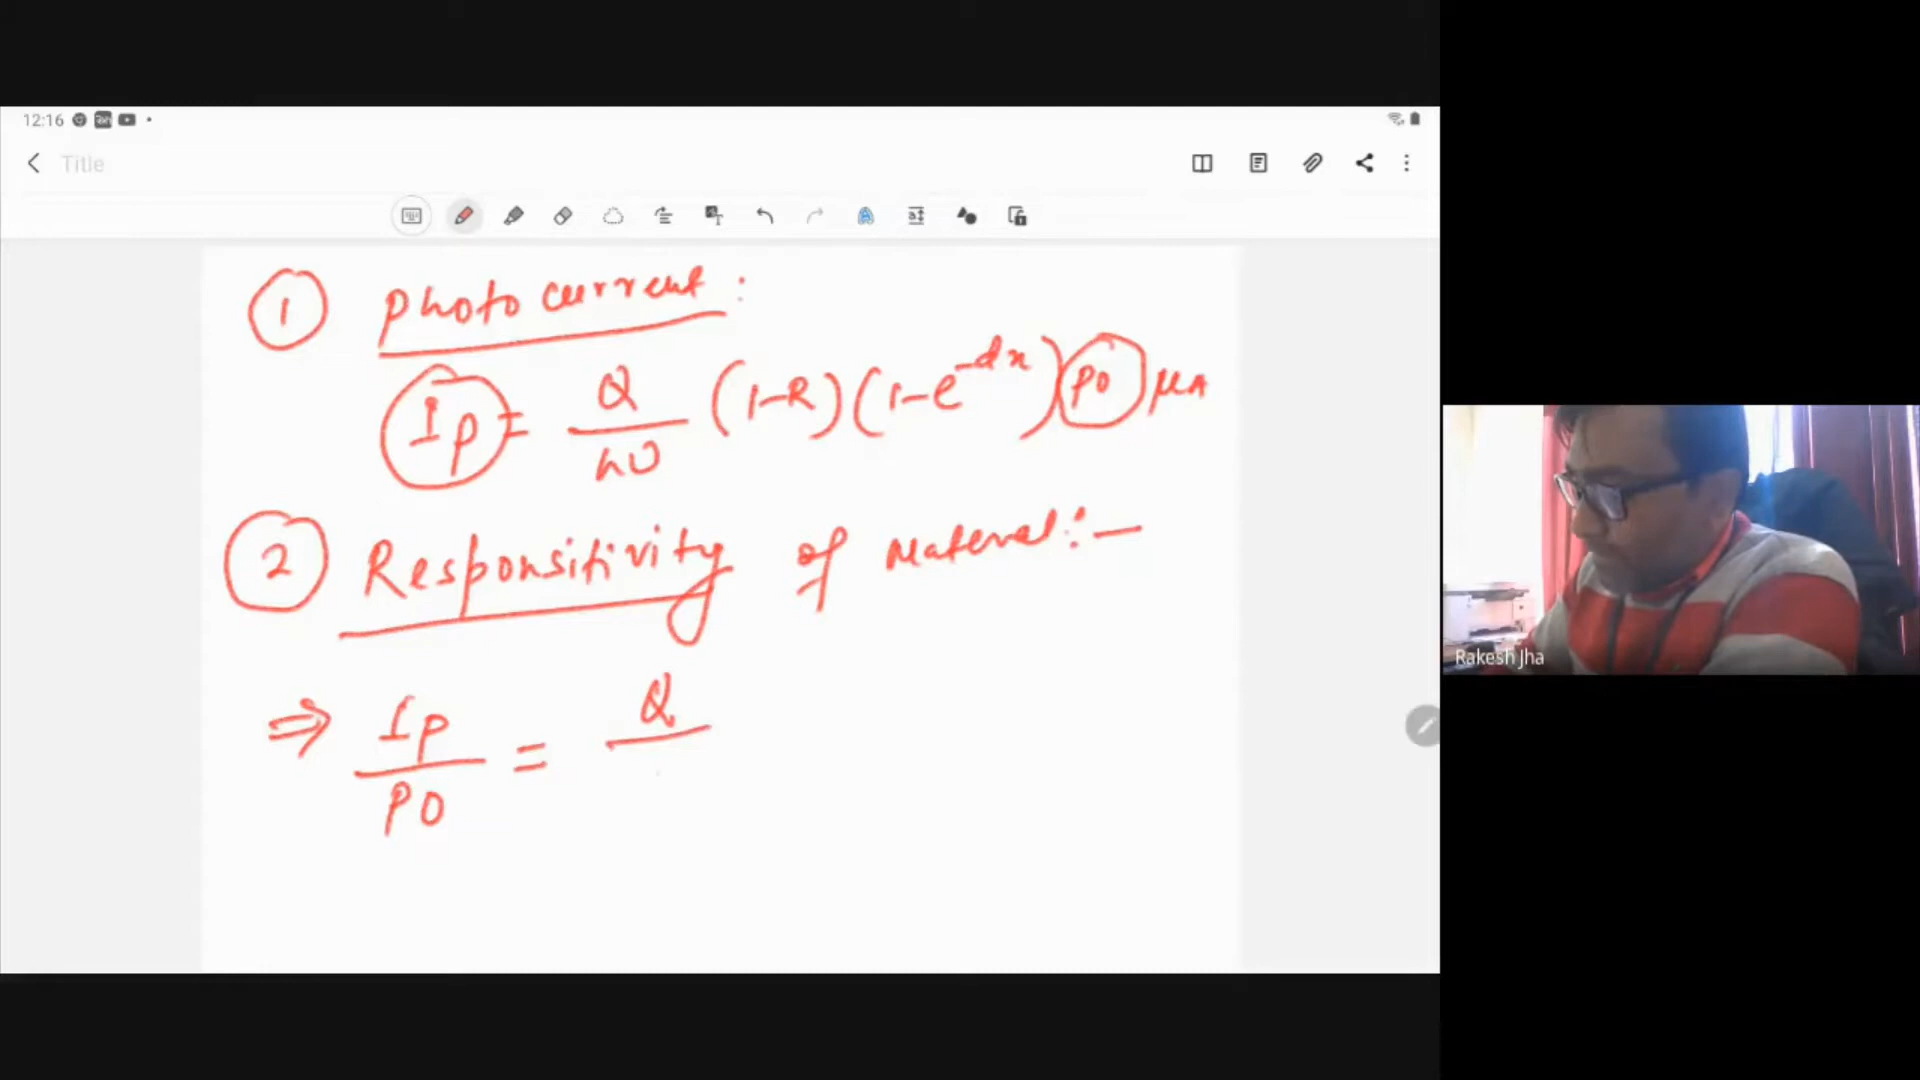 12:16
Title
1 Photo current:
Ip = Q/hυ (1-R)(1-e^-αx) P0 μA
2 Responsitivity of Material:-
⇒ Ip/P0 = Q/
Rakesh Jha